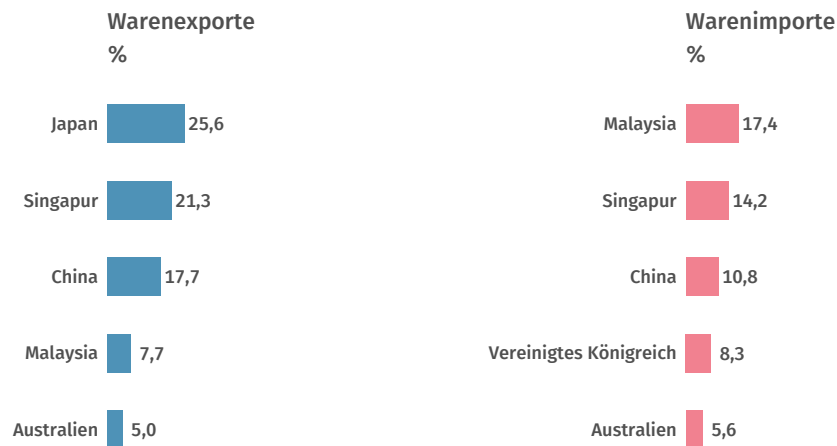 Warenexporte
%
Japan 25,6
Singapur 21,3
China 17,7
Malaysia 7,7
Australien 5,0
Warenimporte
%
Malaysia 17,4
Singapur 14,2
China 10,8
Vereinigtes Königreich 8,3
Australien 5,6